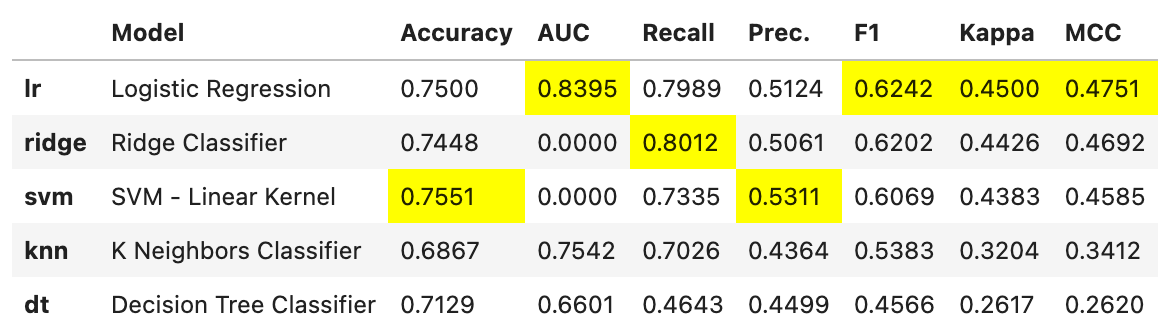 Model Accuracy AUC Recall Prec. F1 Kappa MCC
lr Logistic Regression 0.7500 0.8395 0.7989 0.5124 0.6242 0.4500 0.4751
ridge Ridge Classifier 0.7448 0.0000 0.8012 0.5061 0.6202 0.4426 0.4692
svm SVM - Linear Kernel 0.7551 0.0000 0.7335 0.5311 0.6069 0.4383 0.4585
knn K Neighbors Classifier 0.6867 0.7542 0.7026 0.4364 0.5383 0.3204 0.3412
dt Decision Tree Classifier 0.7129 0.6601 0.4643 0.4499 0.4566 0.2617 0.2620